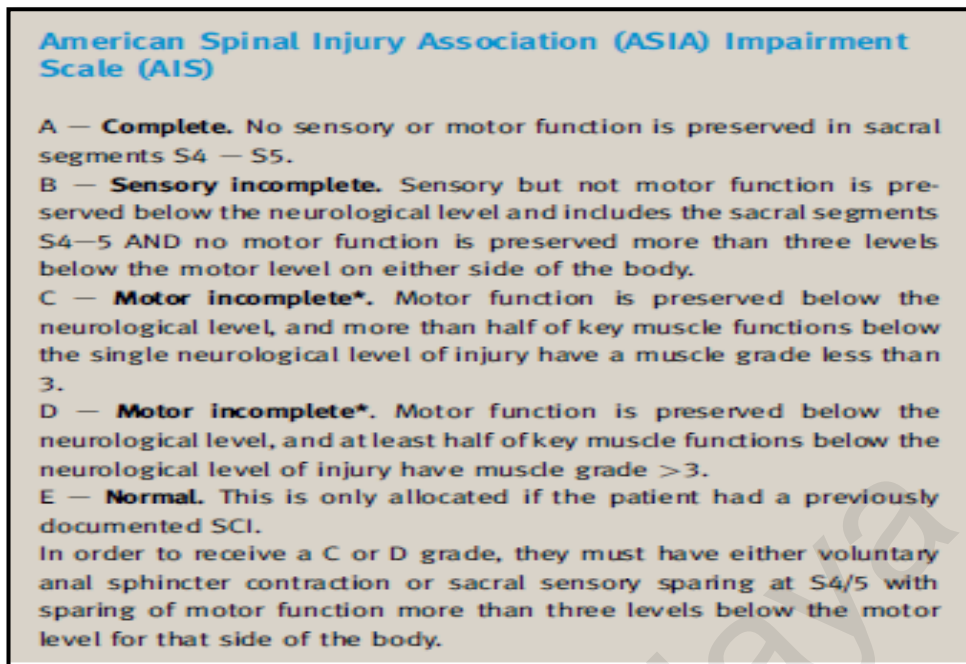 American Spinal Injury Association (ASIA) Impairment
Scale (AIS)
A — Complete. No sensory or motor function is preserved in sacral
segments S4 — S5.
B — Sensory incomplete. Sensory but not motor function is pre-
served below the neurological level and includes the sacral segments
S4—5 AND no motor function is preserved more than three levels
below the motor level on either side of the body.
C — Motor incomplete*. Motor function is preserved below the
neurological level, and more than half of key muscle functions below
the single neurological level of injury have a muscle grade less than
3.
D — Motor incomplete*. Motor function is preserved below the
neurological level, and at least half of key muscle functions below the
neurological level of injury have muscle grade >3.
E — Normal. This is only allocated if the patient had a previously
documented SCI.
In order to receive a C or D grade, they must have either voluntary
anal sphincter contraction or sacral sensory sparing at S4/5 with
sparing of motor function more than three levels below the motor
level for that side of the body.